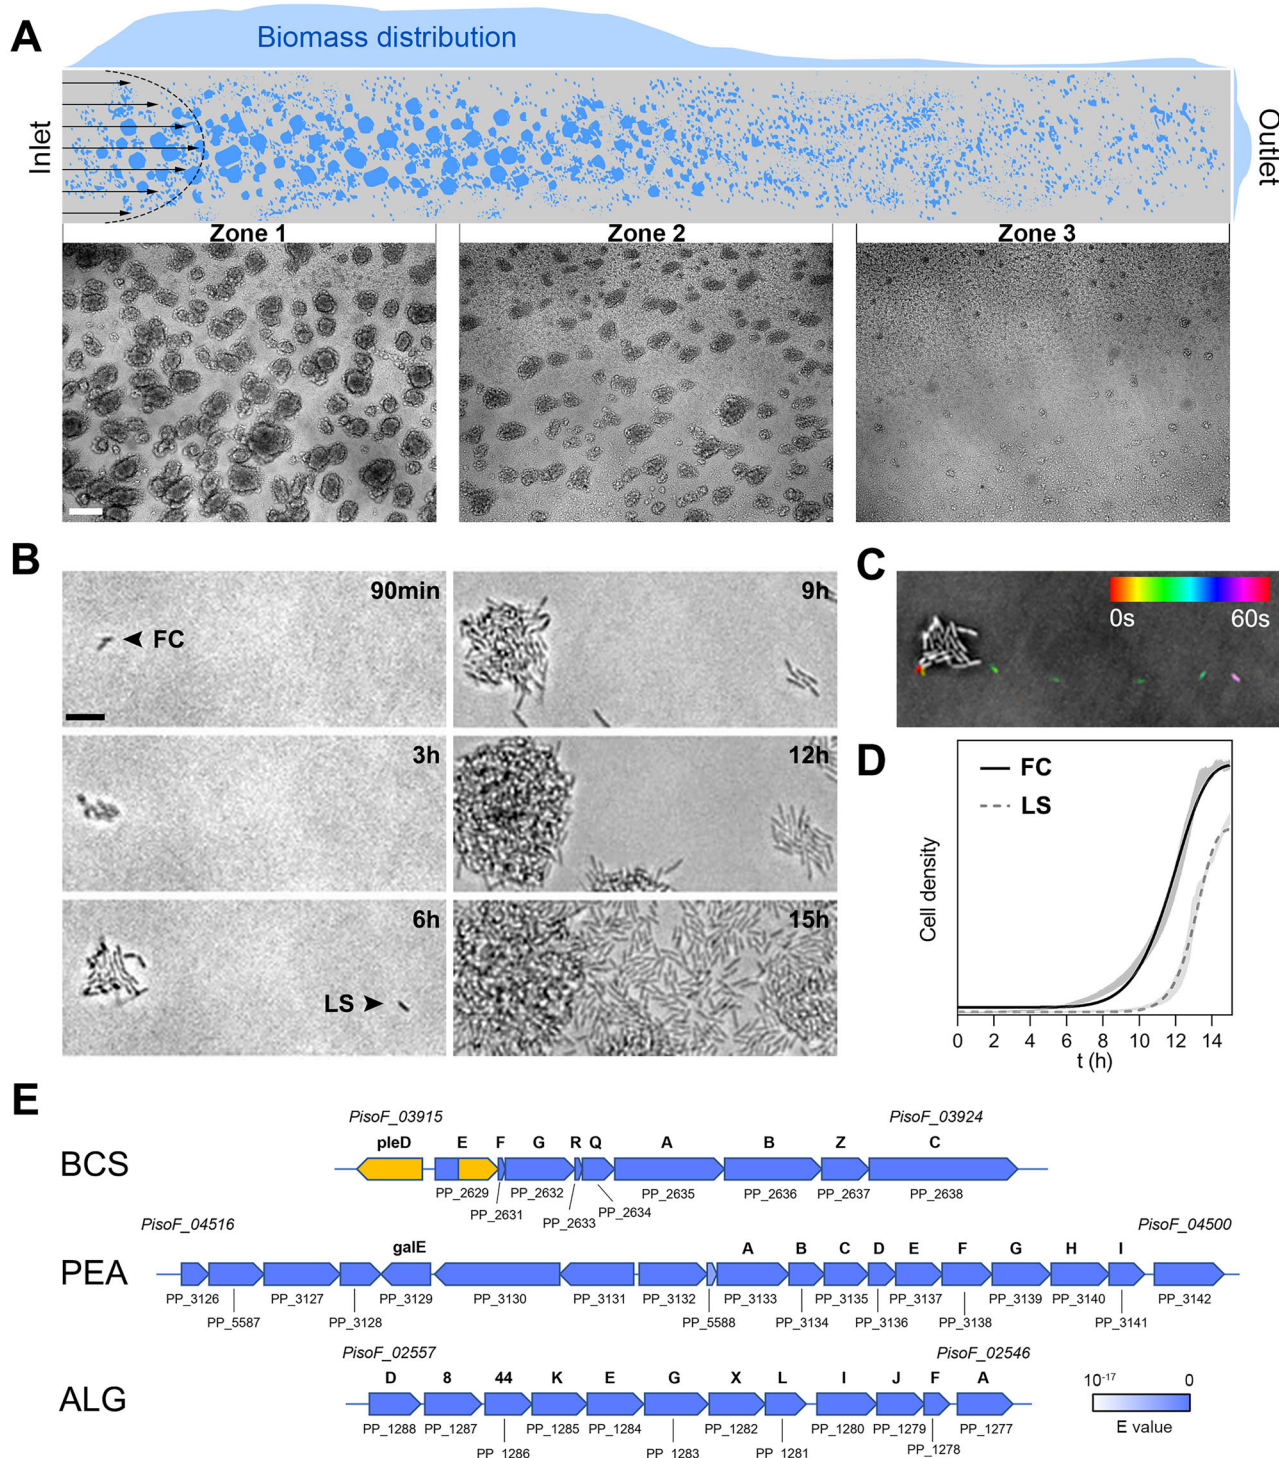 A
Biomass distribution
Inlet
Outlet
Zone 1
Zone 2
Zone 3
B
90min
FC
3h
6h
LS
9h
12h
15h
C
0s
60s
D
FC
LS
Cell density
0 2 4 6 8 10 12 14
t (h)
E
PisoF_03915
PisoF_03924
BCS
pleD E F G R Q A B Z C
PP_2629 PP_2632 PP_2635 PP_2636 PP_2637 PP_2638
PP_2631 PP_2633 PP_2634
PisoF_04516
PisoF_04500
PEA
galE A B C D E F G H I
PP_3126 PP_3127 PP_3129 PP_3130 PP_3131 PP_3132 PP_3133 PP_3135 PP_3137 PP_3139 PP_3140 PP_3142
PP_5587 PP_3128 PP_5588 PP_3134 PP_3136 PP_3138 PP_3141
PisoF_02557
PisoF_02546
ALG
D 8 44 K E G X L I J F A
PP_1288 PP_1287 PP_1285 PP_1284 PP_1282 PP_1280 PP_1279 PP_1277
PP_1286 PP_1283 PP_1281 PP_1278
10⁻¹⁷ 0
E value